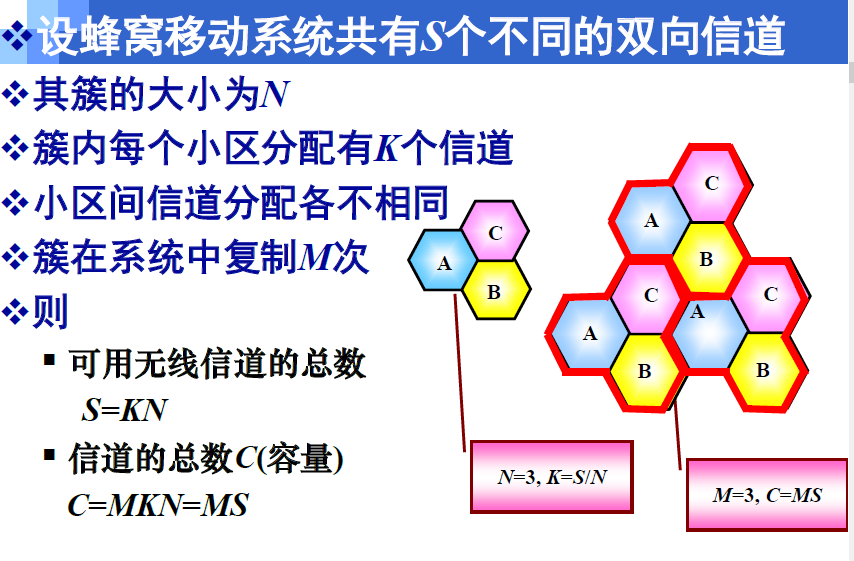 ❖设蜂窝移动系统共有S个不同的双向信道
❖其簇的大小为N
❖簇内每个小区分配有K个信道
❖小区间信道分配各不相同
❖簇在系统中复制M次
❖则
▪ 可用无线信道的总数
S=KN
▪ 信道的总数C(容量)
C=MKN=MS
C
A
B
N=3, K=S/N
C
A
B
C
C
A
A
B
B
M=3, C=MS